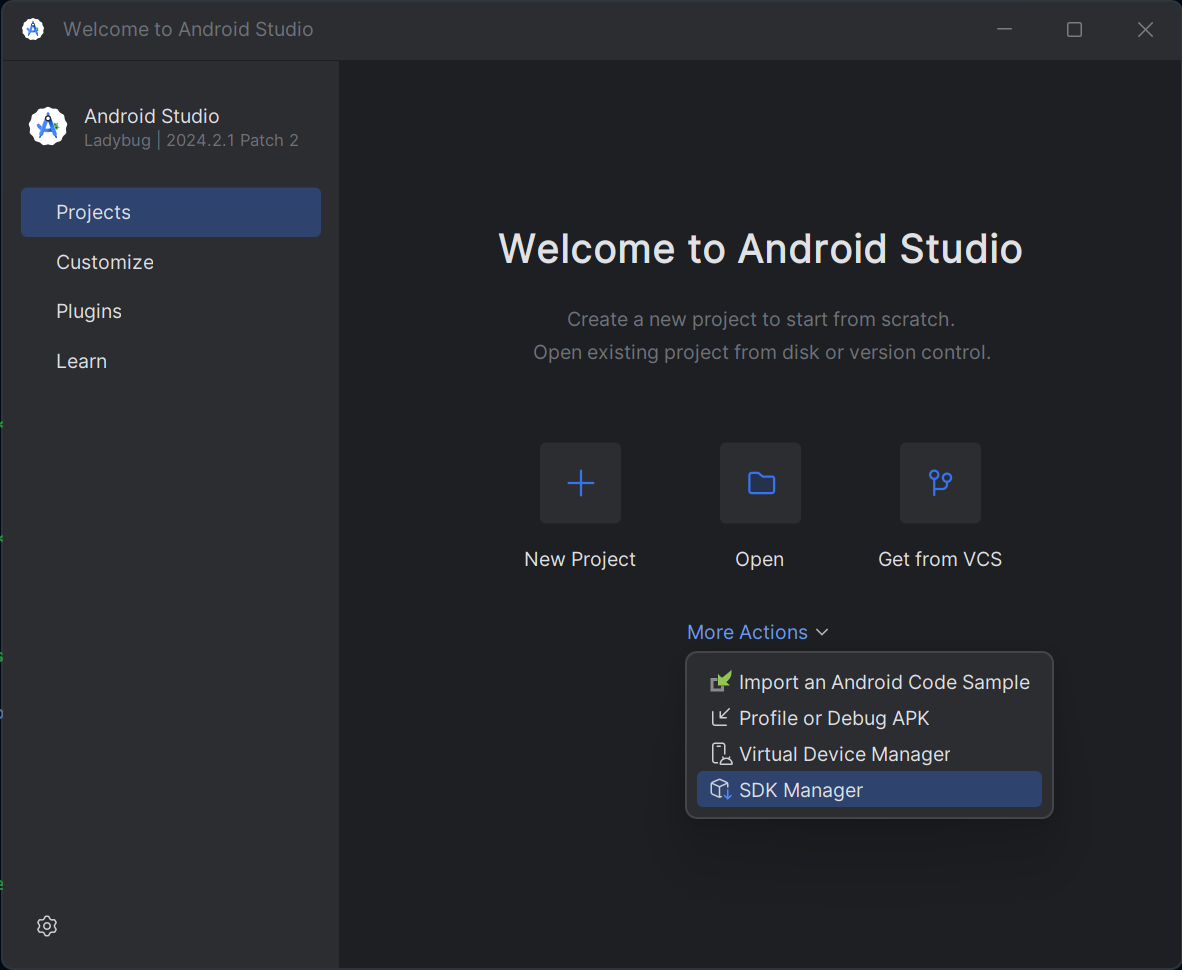 Welcome to Android Studio
Android Studio
Ladybug | 2024.2.1 Patch 2
Projects
Customize
Plugins
Learn
Welcome to Android Studio
Create a new project to start from scratch.
Open existing project from disk or version control.
New Project
Open
Get from VCS
More Actions
Import an Android Code Sample
Profile or Debug APK
Virtual Device Manager
SDK Manager